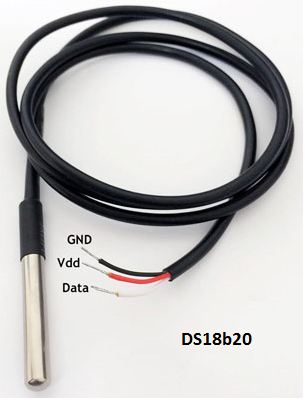 GND
Vdd
Data
DS18b20